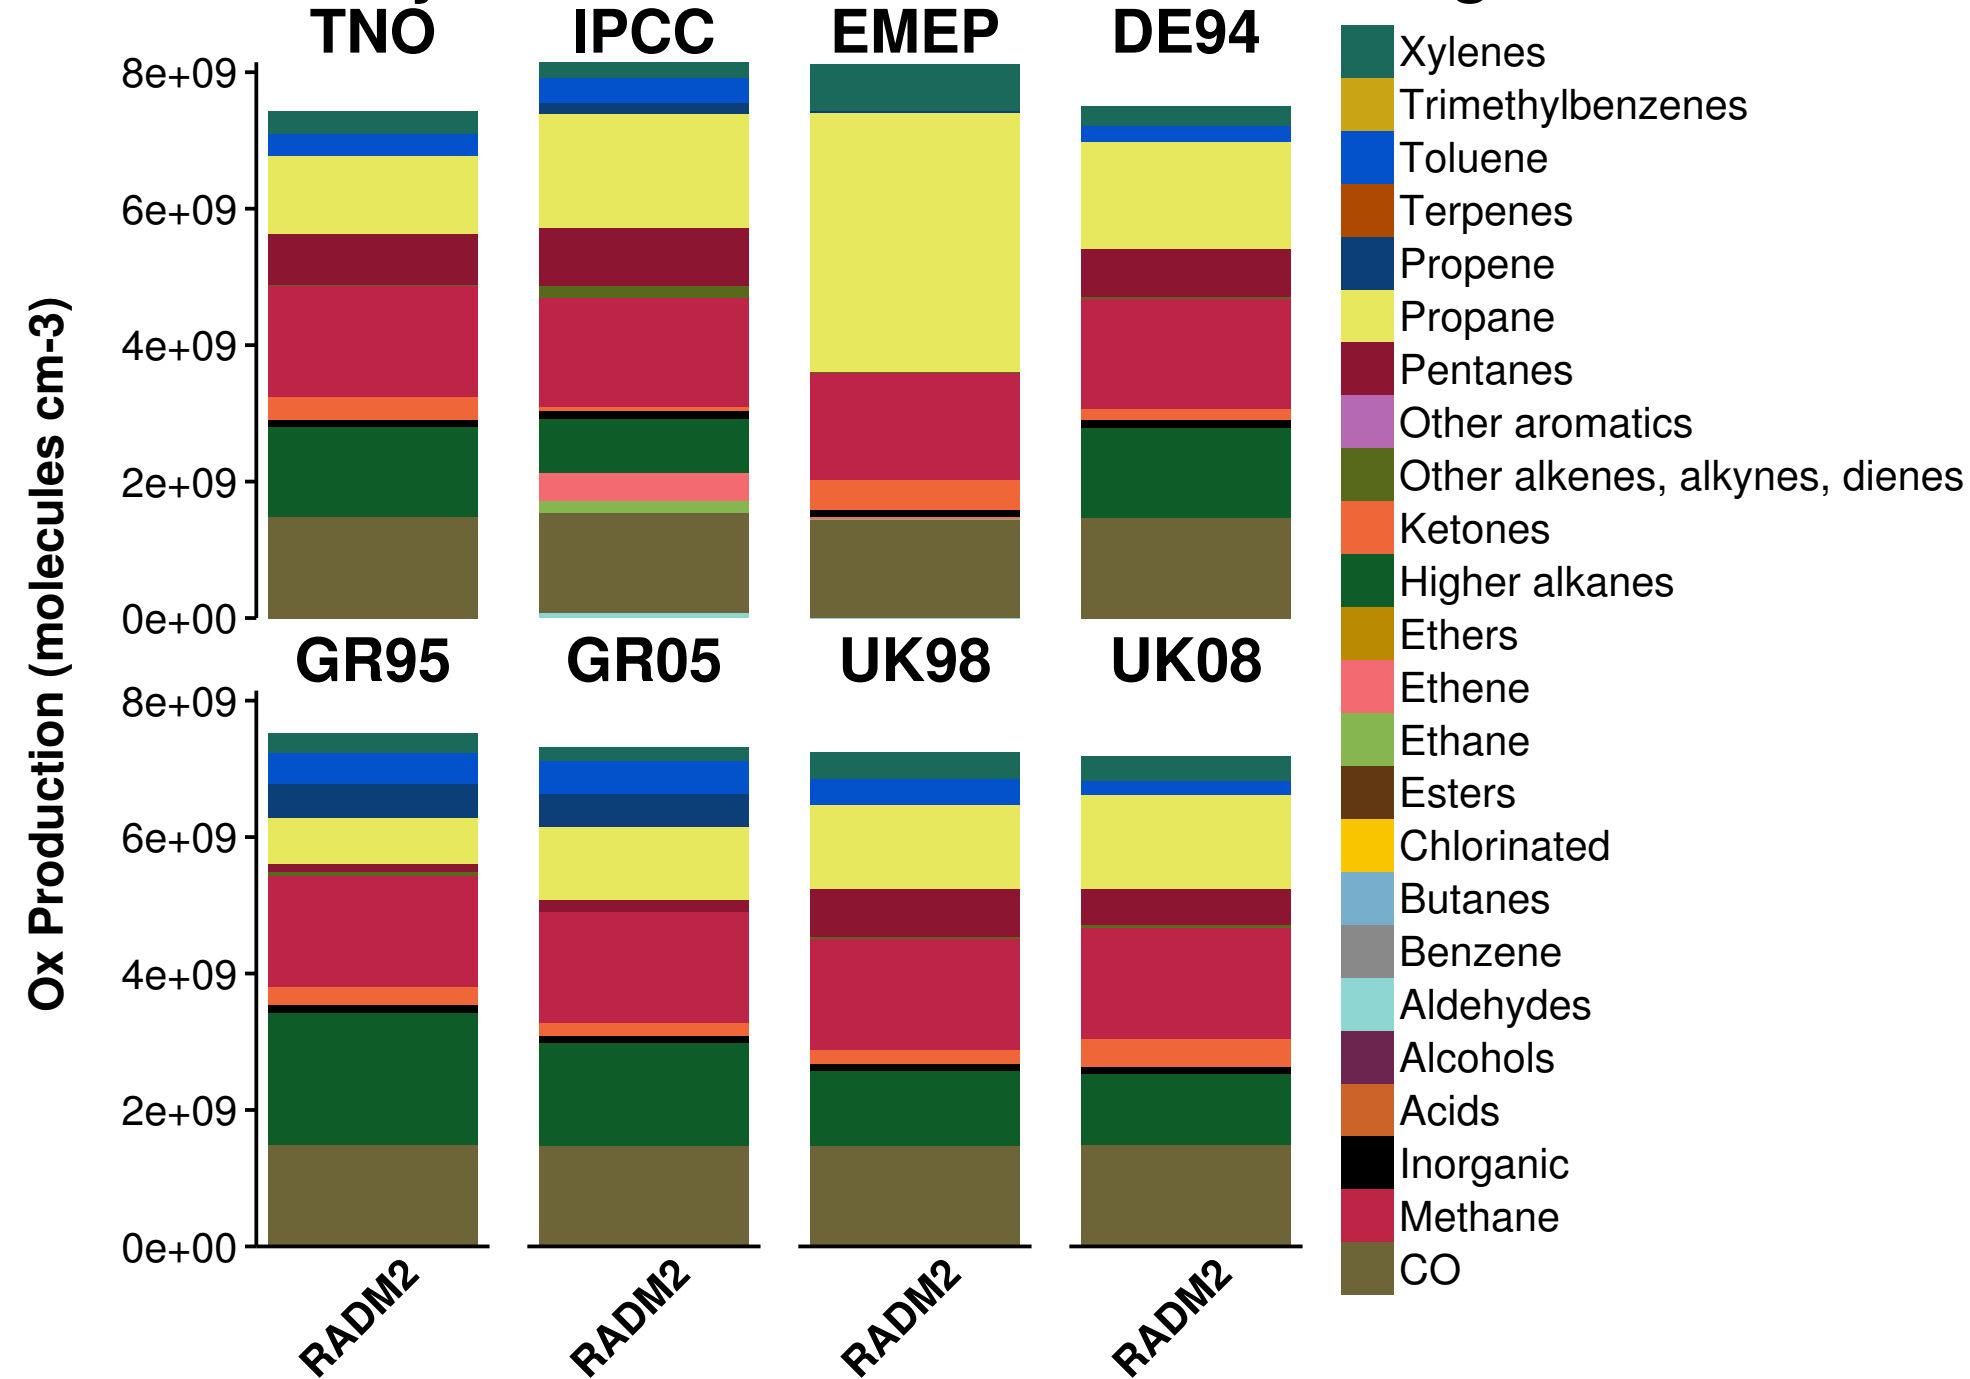 TNO IPCC EMEP DE94
8e+09
6e+09
4e+09
2e+09
0e+00
GR95 GR05 UK98 UK08
8e+09
6e+09
4e+09
2e+09
0e+00
RADM2 RADM2 RADM2 RADM2
Ox Production (molecules cm-3)
Xylenes
Trimethylbenzenes
Toluene
Terpenes
Propene
Propane
Pentanes
Other aromatics
Other alkenes, alkynes, dienes
Ketones
Higher alkanes
Ethers
Ethene
Ethane
Esters
Chlorinated
Butanes
Benzene
Aldehydes
Alcohols
Acids
Inorganic
Methane
CO